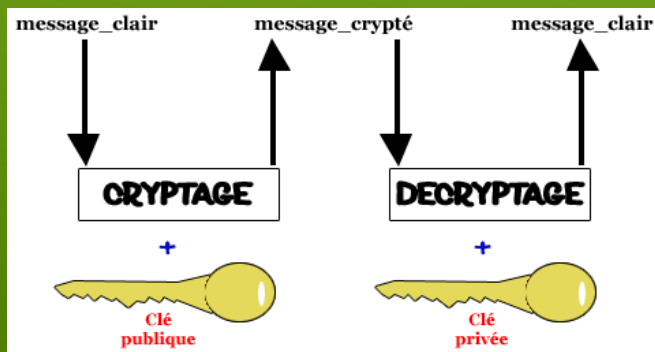 message_clair message_crypté message_clair
CRYPTAGE DECRYPTAGE
+ +
Clé Clé
publique privée